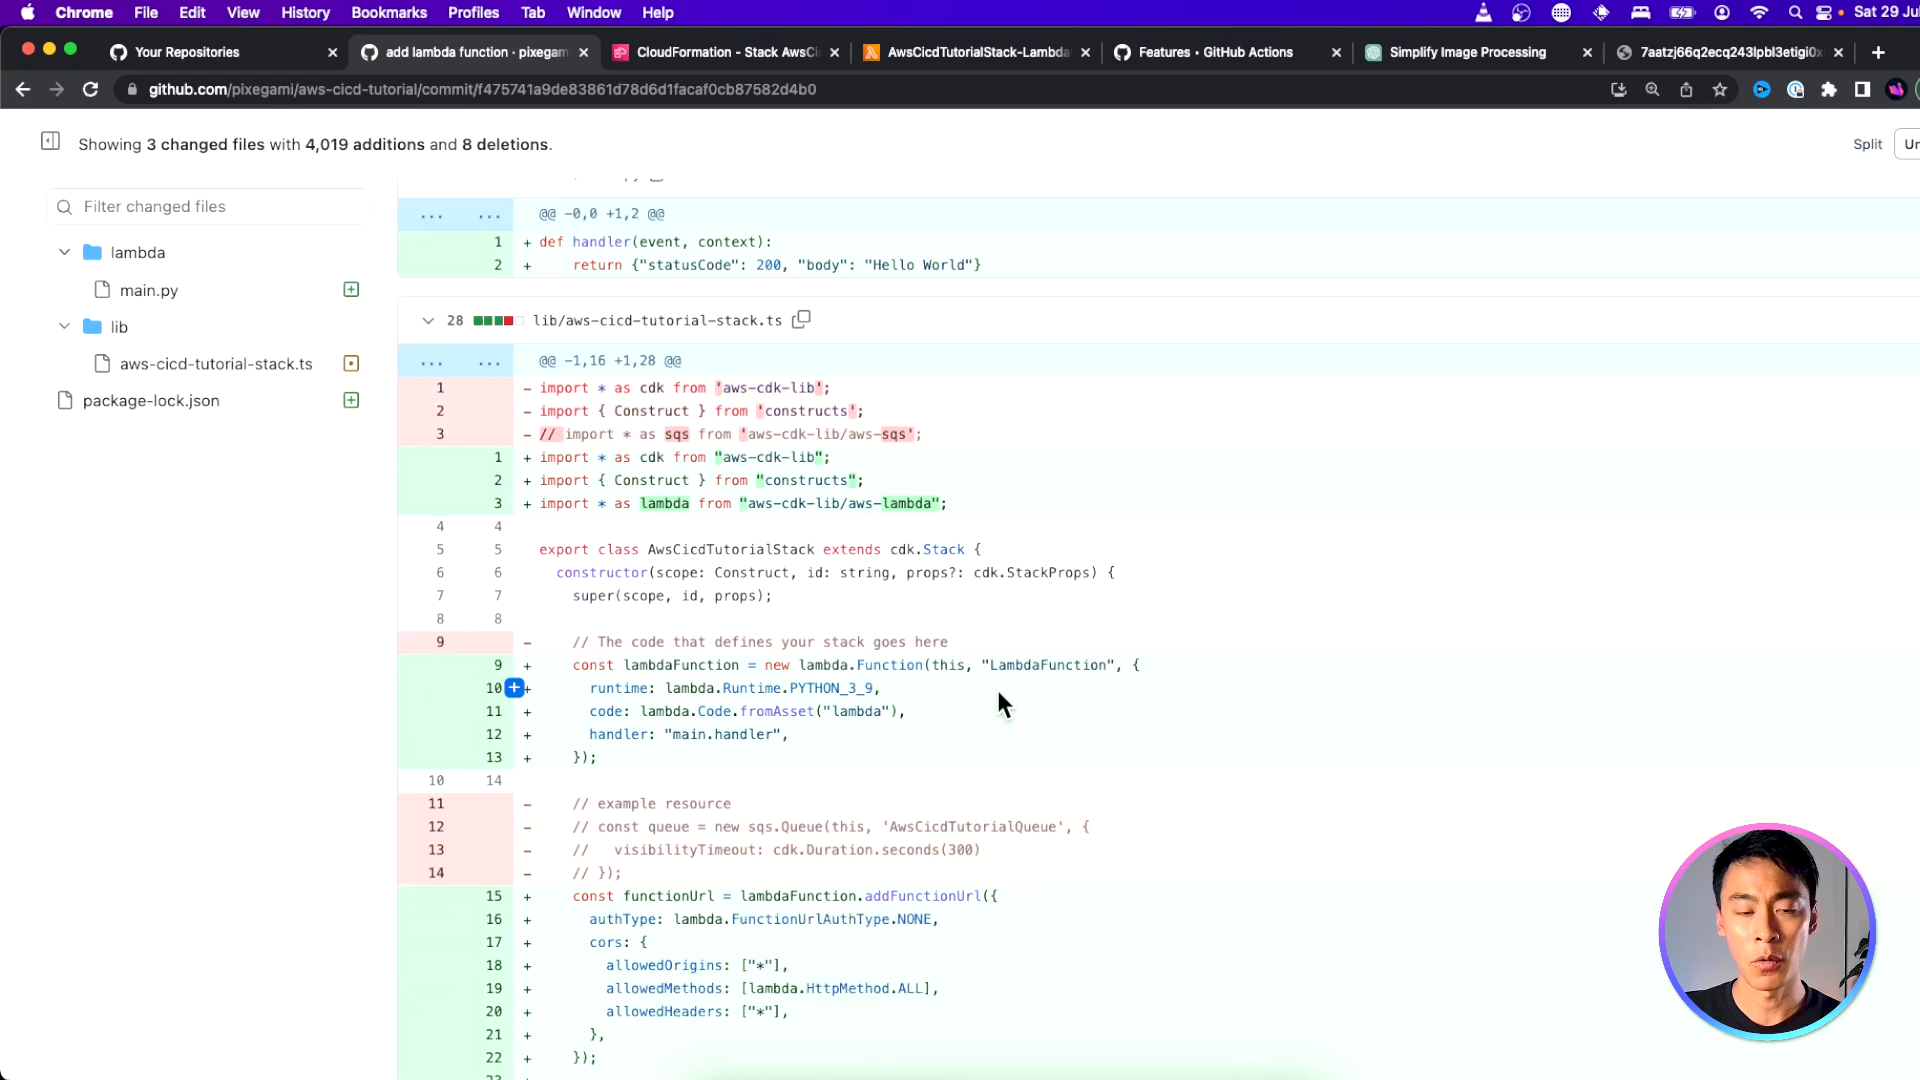 Chrome File Edit View History Bookmarks Profiles Tab Window Help Sat 29 Jul
Your Repositories
add lambda function · pixegam
CloudFormation - Stack AwsCi
AwsCicdTutorialStack-Lambda
Features • GitHub Actions
Simplify Image Processing
7aatzj66q2ecq243lpbl3etigi0x
github.com/pixegami/aws-cicd-tutorial/commit/f475741a9de83861d78d6d1facaf0cb87582d4b0
Showing 3 changed files with 4,019 additions and 8 deletions.
Split Un
Filter changed files
lambda
main.py
lib
aws-cicd-tutorial-stack.ts
package-lock.json
... ... @@ -0,0 +1,2 @@
1 + def handler(event, context):
2 + return {"statusCode": 200, "body": "Hello World"}
28 lib/aws-cicd-tutorial-stack.ts
... ... @@ -1,16 +1,28 @@
1 - import * as cdk from 'aws-cdk-lib';
2 - import { Construct } from 'constructs';
3 - // import * as sqs from 'aws-cdk-lib/aws-sqs';
1 + import * as cdk from "aws-cdk-lib";
2 + import { Construct } from "constructs";
3 + import * as lambda from "aws-cdk-lib/aws-lambda";
4 4
5 5 export class AwsCicdTutorialStack extends cdk.Stack {
6 6 constructor(scope: Construct, id: string, props?: cdk.StackProps) {
7 7 super(scope, id, props);
8 8
9 - // The code that defines your stack goes here
9 + const lambdaFunction = new lambda.Function(this, "LambdaFunction", {
10 + runtime: lambda.Runtime.PYTHON_3_9,
11 + code: lambda.Code.fromAsset("lambda"),
12 + handler: "main.handler",
13 + });
10 14
11 - // example resource
12 - // const queue = new sqs.Queue(this, 'AwsCicdTutorialQueue', {
13 - // visibilityTimeout: cdk.Duration.seconds(300)
14 - // });
15 + const functionUrl = lambdaFunction.addFunctionUrl({
16 + authType: lambda.FunctionUrlAuthType.NONE,
17 + cors: {
18 + allowedOrigins: ["*"],
19 + allowedMethods: [lambda.HttpMethod.ALL],
20 + allowedHeaders: ["*"],
21 + },
22 + });